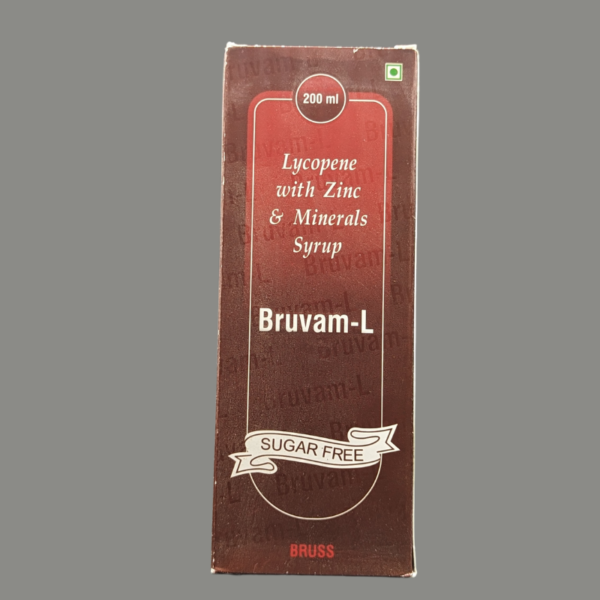 200 ml
Lycopene
with Zinc
& Minerals
Syrup
Bruvam-L
SUGAR FREE
BRUSS